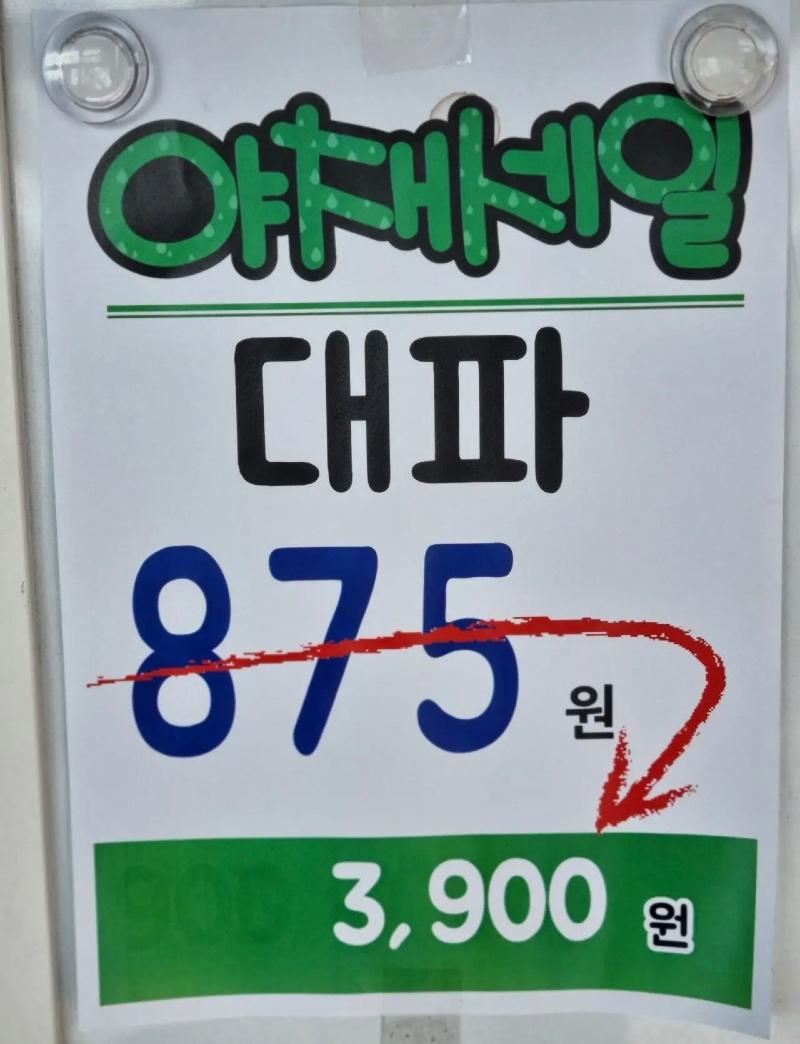 야채세일
대파
875 원
3,900 원